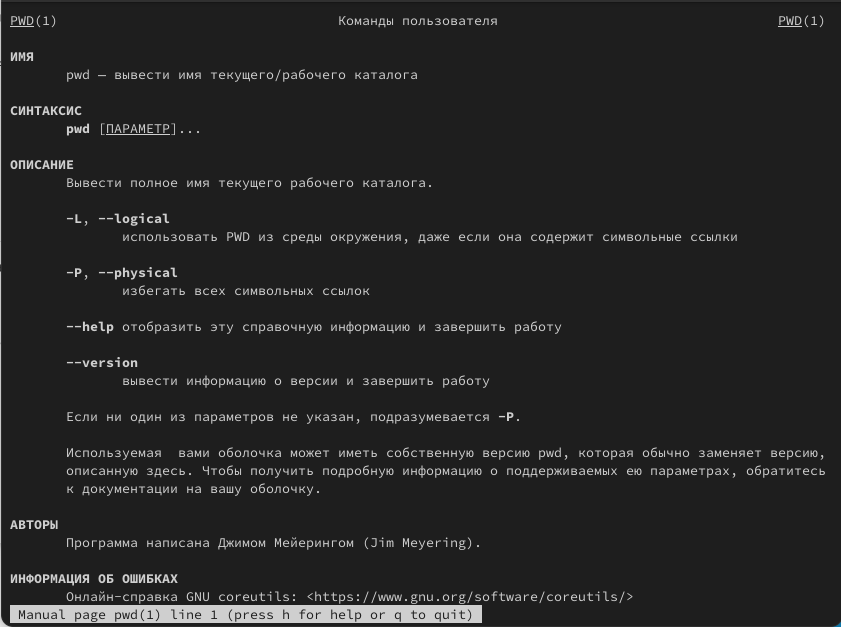 PWD(1) Команды пользователя PWD(1)
ИМЯ
pwd — вывести имя текущего/рабочего каталога
СИНТАКСИС
pwd [ПАРАМЕТР]...
ОПИСАНИЕ
Вывести полное имя текущего рабочего каталога.
-L, --logical
использовать PWD из среды окружения, даже если она содержит символьные ссылки
-P, --physical
избегать всех символьных ссылок
--help отобразить эту справочную информацию и завершить работу
--version
вывести информацию о версии и завершить работу
Если ни один из параметров не указан, подразумевается -P.
Используемая  вами оболочка может иметь собственную версию pwd, которая обычно заменяет версию,
описанную здесь. Чтобы получить подробную информацию о поддерживаемых ею параметрах, обратитесь
к документации на вашу оболочку.
АВТОРЫ
Программа написана Джимом Мейерингом (Jim Meyering).
ИНФОРМАЦИЯ ОБ ОШИБКАХ
Онлайн-справка GNU coreutils: <https://www.gnu.org/software/coreutils/>
Manual page pwd(1) line 1 (press h for help or q to quit)